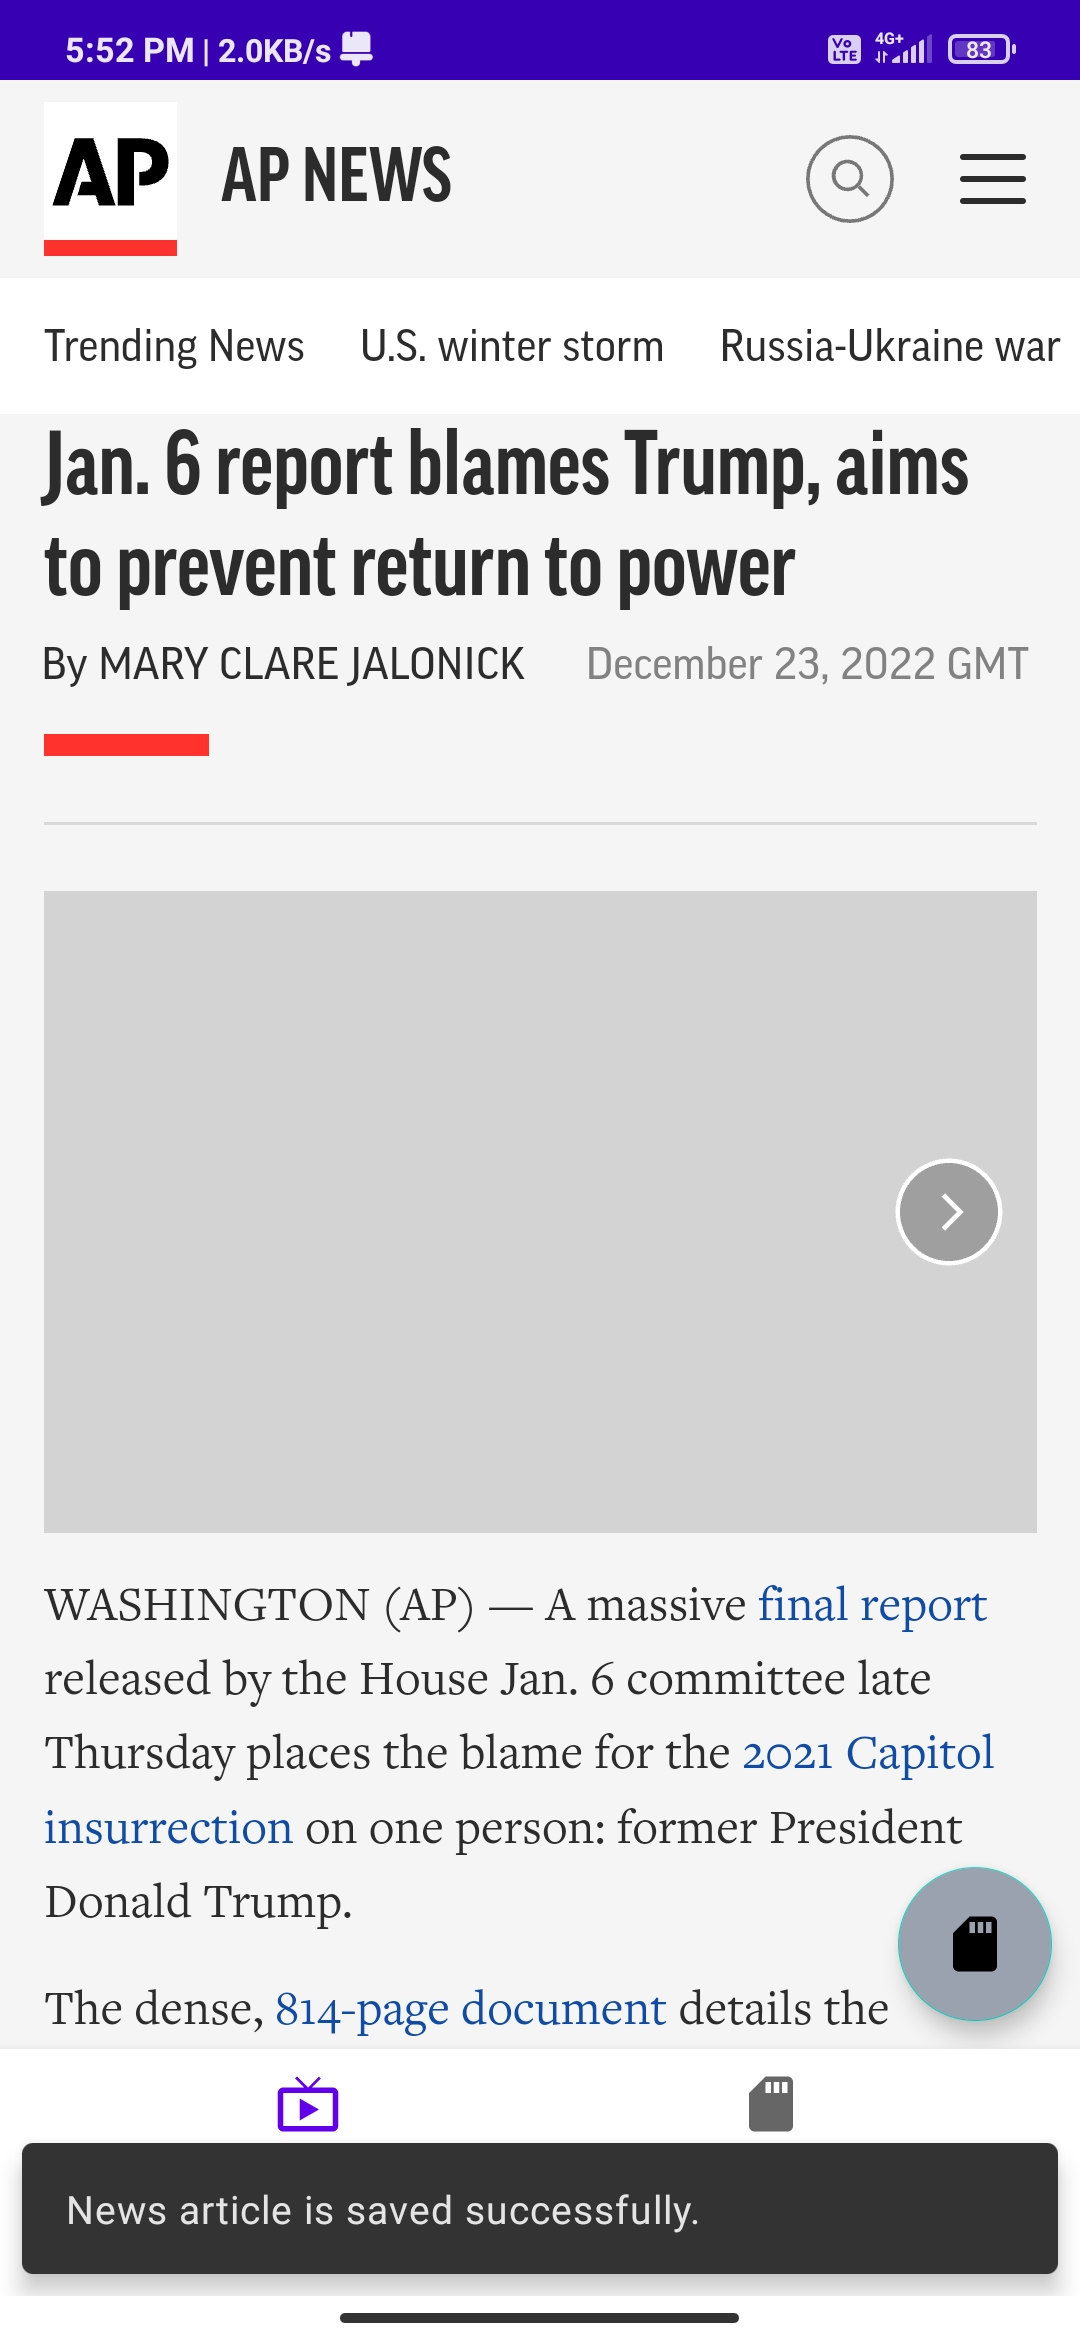 5:52 PM | 2.0KB/s
Vo LTE 4G+ 83
AP AP NEWS
Trending News U.S. winter storm Russia-Ukraine war
Jan. 6 report blames Trump, aims
to prevent return to power
By MARY CLARE JALONICK December 23, 2022 GMT
WASHINGTON (AP) — A massive final report
released by the House Jan. 6 committee late
Thursday places the blame for the 2021 Capitol
insurrection on one person: former President
Donald Trump.
The dense, 814-page document details the
News article is saved successfully.